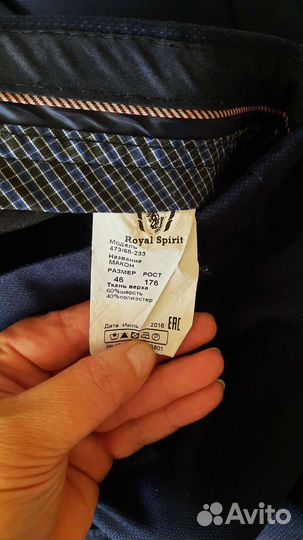 Royal Spirit
Модель
473/6В-233
Название
МАКОН
РАЗМЕР РОСТ
46 176
Ткань верха
60%шерсть
40%полиэстер
Дата Июль 2016 EAC
Avito